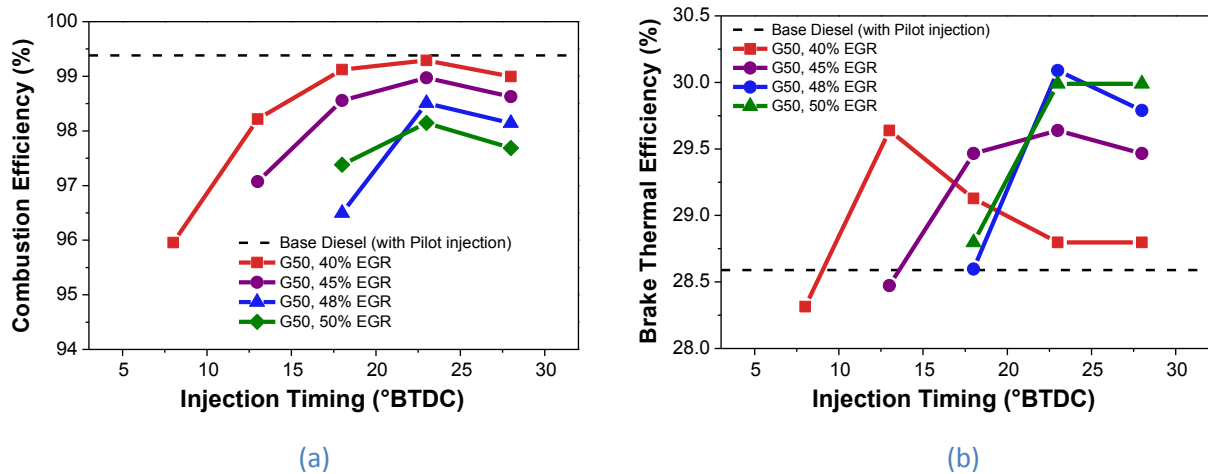 100
99
98
97
96
95
94
Combustion Efficiency (%)
Base Diesel (with Pilot injection)
G50, 40% EGR
G50, 45% EGR
G50, 48% EGR
G50, 50% EGR
5 10 15 20 25 30
Injection Timing (°BTDC)
(a)
30.5
30.0
29.5
29.0
28.5
28.0
Brake Thermal Efficiency (%)
Base Diesel (with Pilot injection)
G50, 40% EGR
G50, 45% EGR
G50, 48% EGR
G50, 50% EGR
5 10 15 20 25 30
Injection Timing (°BTDC)
(b)